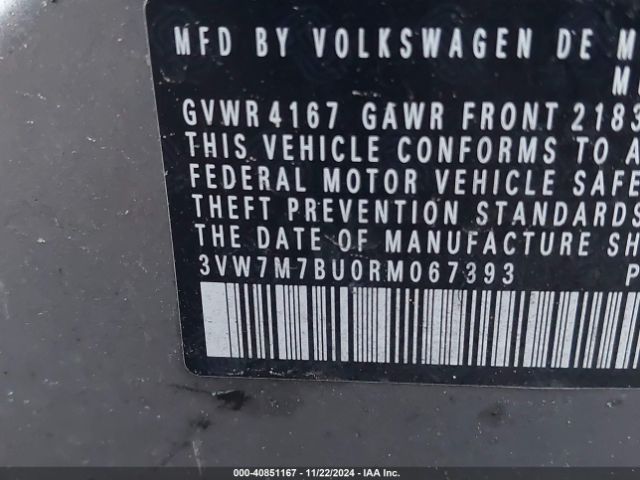 MFD BY VOLKSWAGEN DE M
GVWR 4167 GAWR FRONT 2183
THIS VEHICLE CONFORMS TO A
FEDERAL MOTOR VEHICLE SAFE
THEFT PREVENTION STANDARDS
THE DATE OF MANUFACTURE SH
3VW7M7BU0RM067393 P
000-40851167 - 11/22/2024 - IAA Inc.